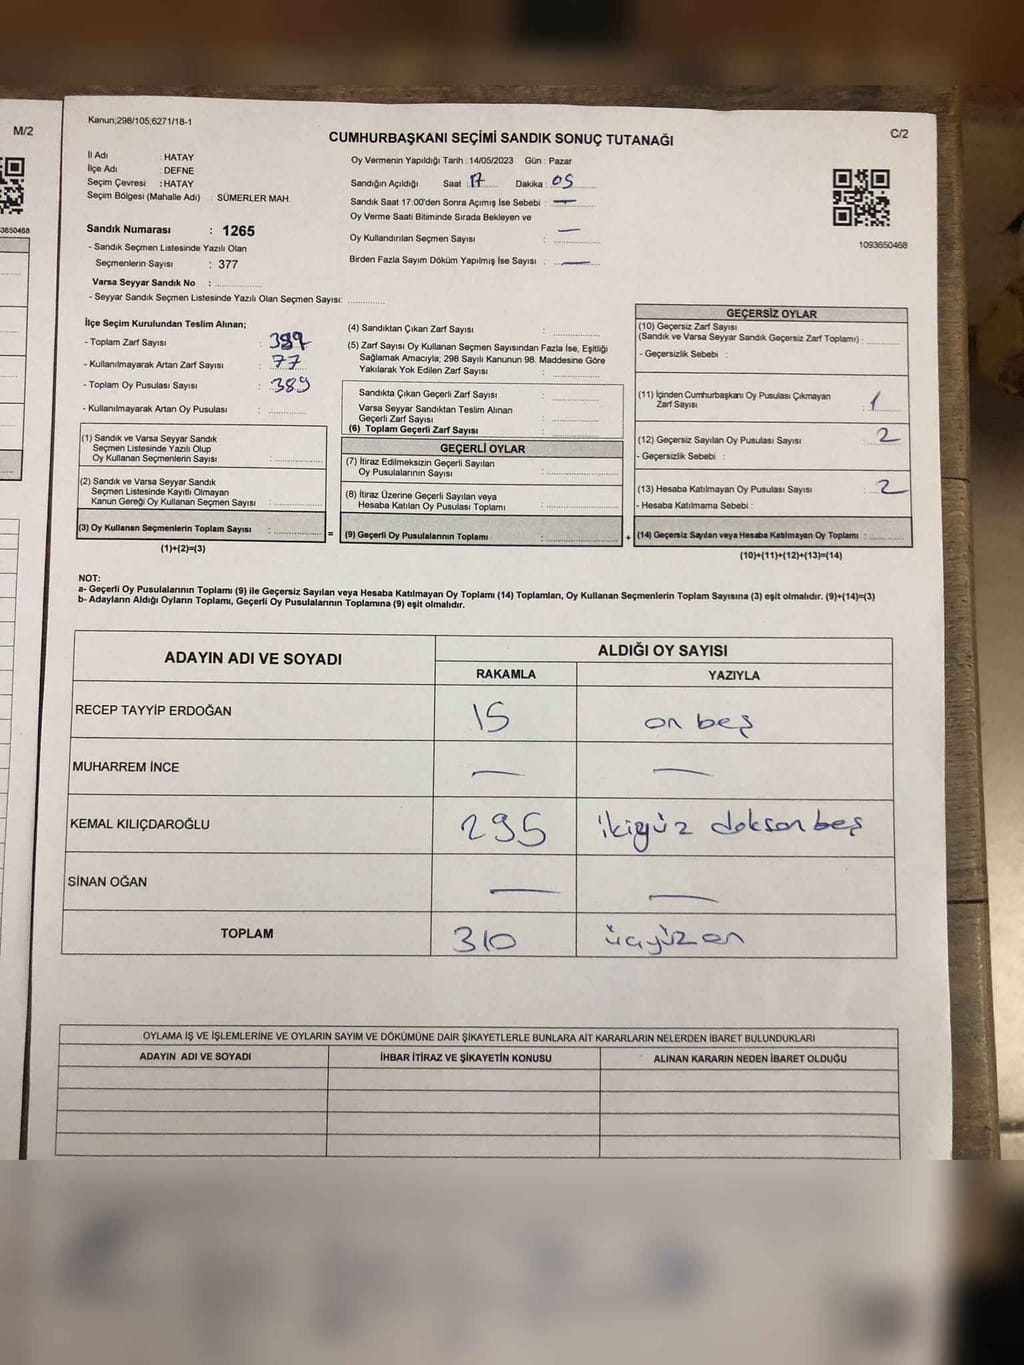 M/2
3650468
Kanun;298/105;6271/18-1
C/2
CUMHURBAŞKANI SEÇİMİ SANDIK SONUÇ TUTANAĞI
İl Adı : HATAY
İlçe Adı : DEFNE
Seçim Çevresi : HATAY
Seçim Bölgesi (Mahalle Adı) : SÜMERLER MAH.
Sandık Numarası : 1265
- Sandık Seçmen Listesinde Yazılı Olan
Seçmenlerin Sayısı : 377
Varsa Seyyar Sandık No :
- Seyyar Sandık Seçmen Listesinde Yazılı Olan Seçmen Sayısı:
Oy Vermenin Yapıldığı Tarih : 14/05/2023 Gün : Pazar
Sandığın Açıldığı Saat : 17 Dakika : 05
Sandık Saat 17:00'den Sonra Açımış İse Sebebi : —
Oy Verme Saati Bitiminde Sırada Bekleyen ve
Oy Kullandırılan Seçmen Sayısı : —
Birden Fazla Sayım Döküm Yapılmış İse Sayısı : —
1093650468
İlçe Seçim Kurulundan Teslim Alınan;
- Toplam Zarf Sayısı :
- Kullanılmayarak Artan Zarf Sayısı : 77
- Toplam Oy Pusulası Sayısı : 389
- Kullanılmayarak Artan Oy Pusulası :
(1) Sandık ve Varsa Seyyar Sandık
Seçmen Listesinde Yazılı Olup
Oy Kullanan Seçmenlerin Sayısı :
(2) Sandık ve Varsa Seyyar Sandık
Seçmen Listesinde Kayıtlı Olmayan
Kanun Gereği Oy Kullanan Seçmen Sayısı :
(3) Oy Kullanan Seçmenlerin Toplam Sayısı :
(1)+(2)=(3)
=
(4) Sandıktan Çıkan Zarf Sayısı :
(5) Zarf Sayısı Oy Kullanan Seçmen Sayısından Fazla İse, Eşitliği
Sağlamak Amacıyla; 298 Sayılı Kanunun 98. Maddesine Göre
Yakılarak Yok Edilen Zarf Sayısı :
Sandıkta Çıkan Geçerli Zarf Sayısı :
Varsa Seyyar Sandıktan Teslim Alınan
Geçerli Zarf Sayısı :
(6) Toplam Geçerli Zarf Sayısı :
GEÇERLİ OYLAR
(7) İtiraz Edilmeksizin Geçerli Sayılan
Oy Pusulalarının Sayısı :
(8) İtiraz Üzerine Geçerli Sayılan veya
Hesaba Katılan Oy Pusulası Toplamı :
(9) Geçerli Oy Pusulalarının Toplamı :
+
GEÇERSİZ OYLAR
(10) Geçersiz Zarf Sayısı
(Sandık ve Varsa Seyyar Sandık Geçersiz Zarf Toplamı) :
- Geçersizlik Sebebi :
(11) İçinden Cumhurbaşkanı Oy Pusulası Çıkmayan
Zarf Sayısı : 1
(12) Geçersiz Sayılan Oy Pusulası Sayısı : 2
- Geçersizlik Sebebi :
(13) Hesaba Katılmayan Oy Pusulası Sayısı : 2
- Hesaba Katılmama Sebebi :
(14) Geçersiz Sayılan veya Hesaba Katılmayan Oy Toplamı :
(10)+(11)+(12)+(13)=(14)
NOT:
a- Geçerli Oy Pusulalarının Toplamı (9) ile Geçersiz Sayılan veya Hesaba Katılmayan Oy Toplamı (14) Toplamları, Oy Kullanan Seçmenlerin Toplam Sayısına (3) eşit olmalıdır. (9)+(14)=(3)
b- Adayların Aldığı Oyların Toplamı, Geçerli Oy Pusulalarının Toplamına (9) eşit olmalıdır.
ADAYIN ADI VE SOYADI
ALDIĞI OY SAYISI
RAKAMLA YAZIYLA
RECEP TAYYİP ERDOĞAN 15 on beş
MUHARREM İNCE — —
KEMAL KILIÇDAROĞLU 295 ikiyüz doksan beş
SİNAN OĞAN — —
TOPLAM 310 üçyüz on
OYLAMA İŞ VE İŞLEMLERİNE VE OYLARIN SAYIM VE DÖKÜMÜNE DAİR ŞİKAYETLERLE BUNLARA AİT KARARLARIN NELERDEN İBARET BULUNDUKLARI
ADAYIN ADI VE SOYADI İHBAR İTİRAZ VE ŞİKAYETİN KONUSU ALINAN KARARIN NEDEN İBARET OLDUĞU